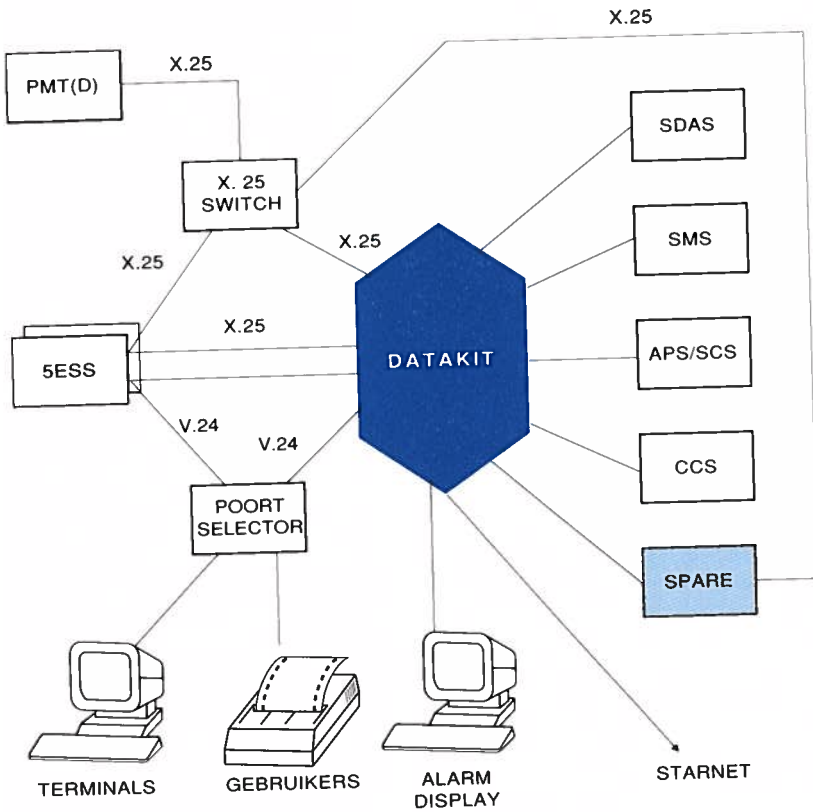 X.25
X.25
PMT(D)
SDAS
X. 25
SWITCH
SMS
X.25
X.25
X.25
5ESS
DATAKIT
APS/SCS
V.24
V.24
CCS
POORT
SELECTOR
SPARE
TERMINALS
GEBRUIKERS
ALARM
DISPLAY
STARNET